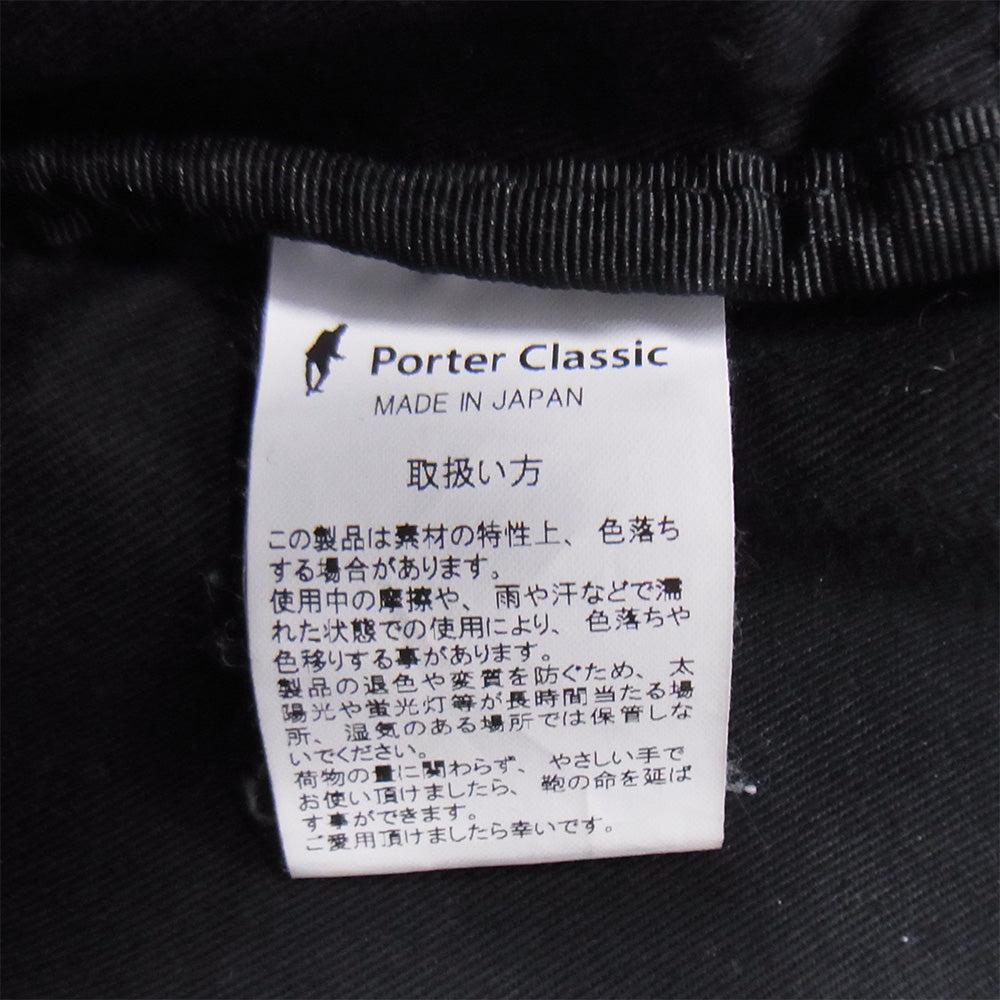 Porter Classic
MADE IN JAPAN
取扱い方
この製品は素材の特性上、色落ち
する場合があります。
使用中の摩擦や、雨や汗などで濡
れた状態での使用により、色落ちや
色移りする事があります。
製品の退色や変質を防ぐため、太
陽光や蛍光灯等が長時間当たる場
所、湿気のある場所では保管しな
いでください。
荷物の量に関わらず、やさしい手で
お使い頂けましたら、鞄の命を延ば
す事ができます。
ご愛用頂けましたら幸いです。